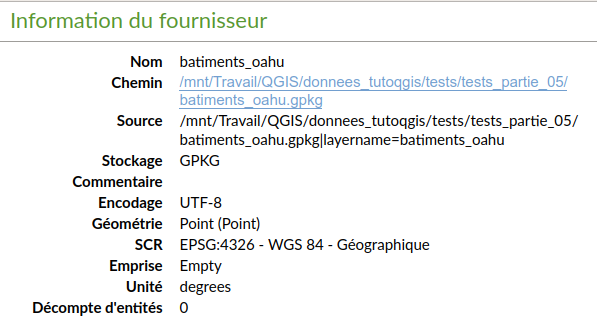 Information du fournisseur
Nom batiments_oahu
Chemin /mnt/Travail/QGIS/donnees_tutoqgis/tests/tests_partie_05/
batiments_oahu.gpkg
Source /mnt/Travail/QGIS/donnees_tutoqgis/tests/tests_partie_05/
batiments_oahu.gpkg|layername=batiments_oahu
Stockage GPKG
Commentaire
Encodage UTF-8
Géométrie Point (Point)
SCR EPSG:4326 - WGS 84 - Géographique
Emprise Empty
Unité degrees
Décompte d'entités 0